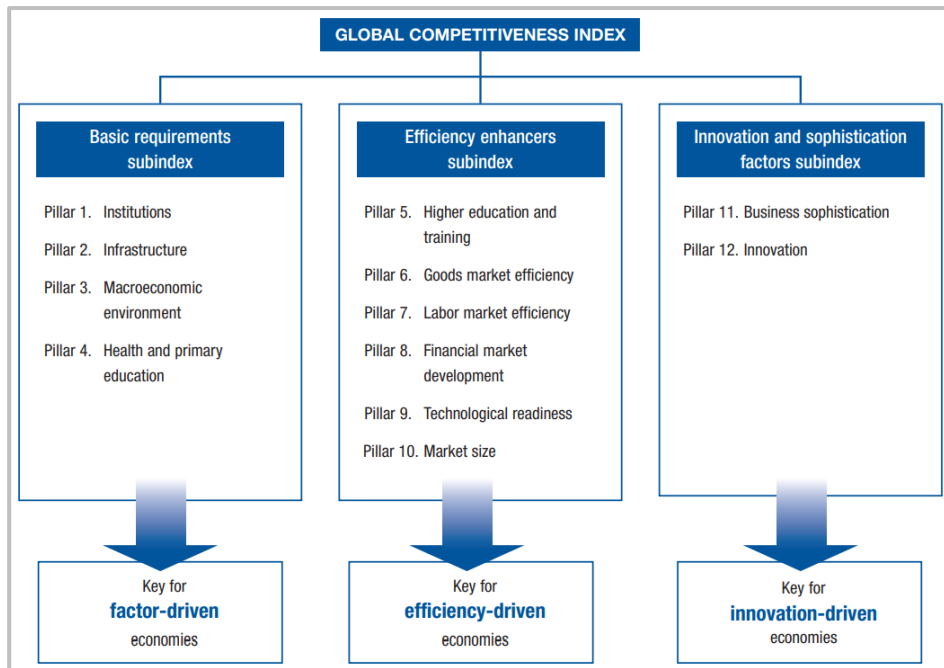 GLOBAL COMPETITIVENESS INDEX
Basic requirements
subindex
Pillar 1. Institutions
Pillar 2. Infrastructure
Pillar 3. Macroeconomic
environment
Pillar 4. Health and primary
education
Key for
factor-driven
economies
Efficiency enhancers
subindex
Pillar 5. Higher education and
training
Pillar 6. Goods market efficiency
Pillar 7. Labor market efficiency
Pillar 8. Financial market
development
Pillar 9. Technological readiness
Pillar 10. Market size
Key for
efficiency-driven
economies
Innovation and sophistication
factors subindex
Pillar 11. Business sophistication
Pillar 12. Innovation
Key for
innovation-driven
economies